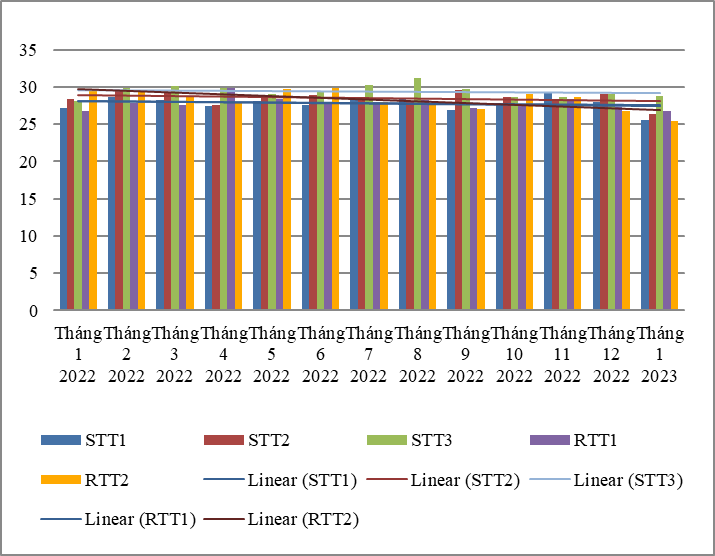 35
30
25
20
15
10
5
0
Tháng Tháng Tháng Tháng Tháng Tháng Tháng Tháng Tháng Tháng Tháng Tháng Tháng
1 2 3 4 5 6 7 8 9 10 11 12 1
2022 2022 2022 2022 2022 2022 2022 2022 2022 2022 2022 2022 2023
STT1 STT2 STT3 RTT1
RTT2 Linear (STT1) Linear (STT2) Linear (STT3)
Linear (RTT1) Linear (RTT2)